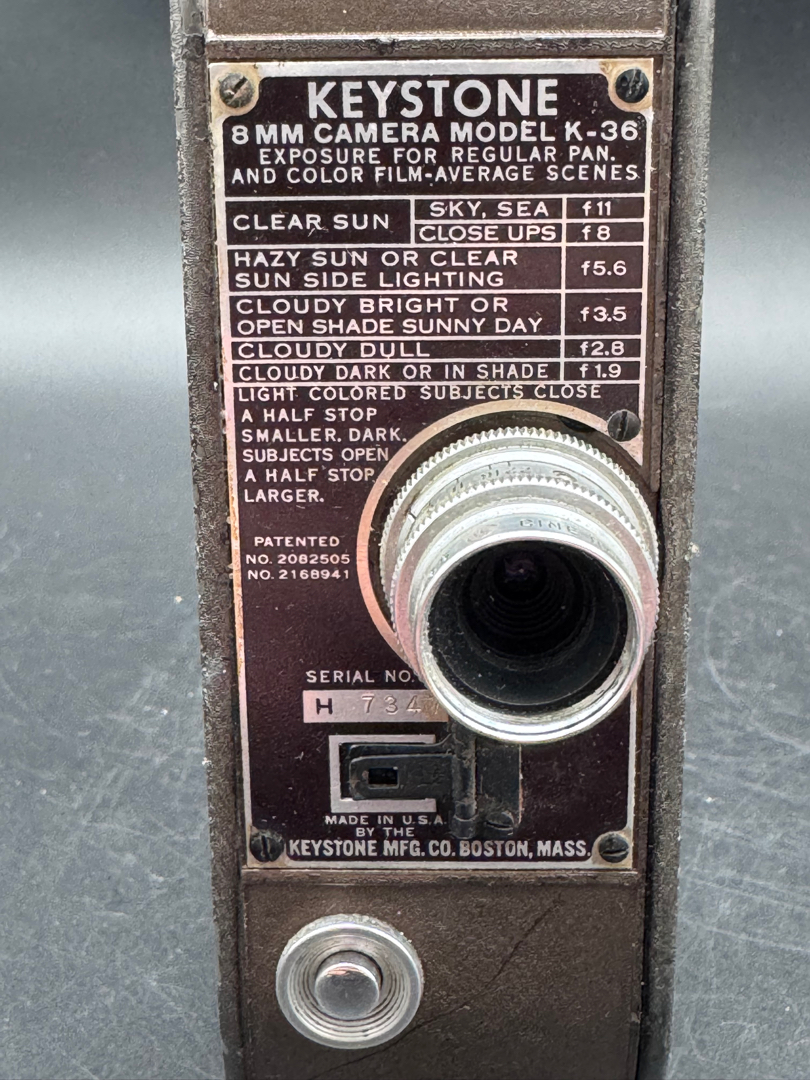 KEYSTONE
8MM CAMERA MODEL K-36
EXPOSURE FOR REGULAR PAN.
AND COLOR FILM-AVERAGE SCENES
CLEAR SUN
SKY, SEA f11
CLOSE UPS f8
HAZY SUN OR CLEAR
SUN SIDE LIGHTING f5.6
CLOUDY BRIGHT OR
OPEN SHADE SUNNY DAY f3.5
CLOUDY DULL f2.8
CLOUDY DARK OR IN SHADE f1.9
LIGHT COLORED SUBJECTS CLOSE
A HALF STOP
SMALLER. DARK.
SUBJECTS OPEN
A HALF STOP
LARGER.
CINE
PATENTED
NO. 2082505
NO. 2168941
SERIAL NO.
H 734
MADE IN U.S.A.
BY THE
KEYSTONE MFG. CO. BOSTON, MASS.